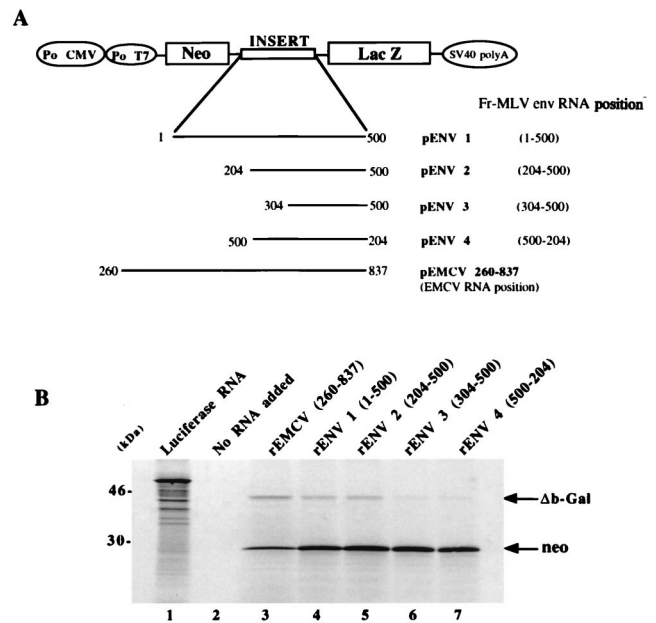 A
INSERT
Po CMV Po T7 Neo Lac Z SV40 polyA
Fr-MLV env RNA position
1 500 pENV 1 (1-500)
204 500 pENV 2 (204-500)
304 500 pENV 3 (304-500)
500 204 pENV 4 (500-204)
260 837 pEMCV 260-837
(EMCV RNA position)
B
(kDa)
Luciferase RNA
No RNA added
rEMCV (260-837)
rENV 1 (1-500)
rENV 2 (204-500)
rENV 3 (304-500)
rENV 4 (500-204)
46- Δb-Gal
30- neo
1 2 3 4 5 6 7